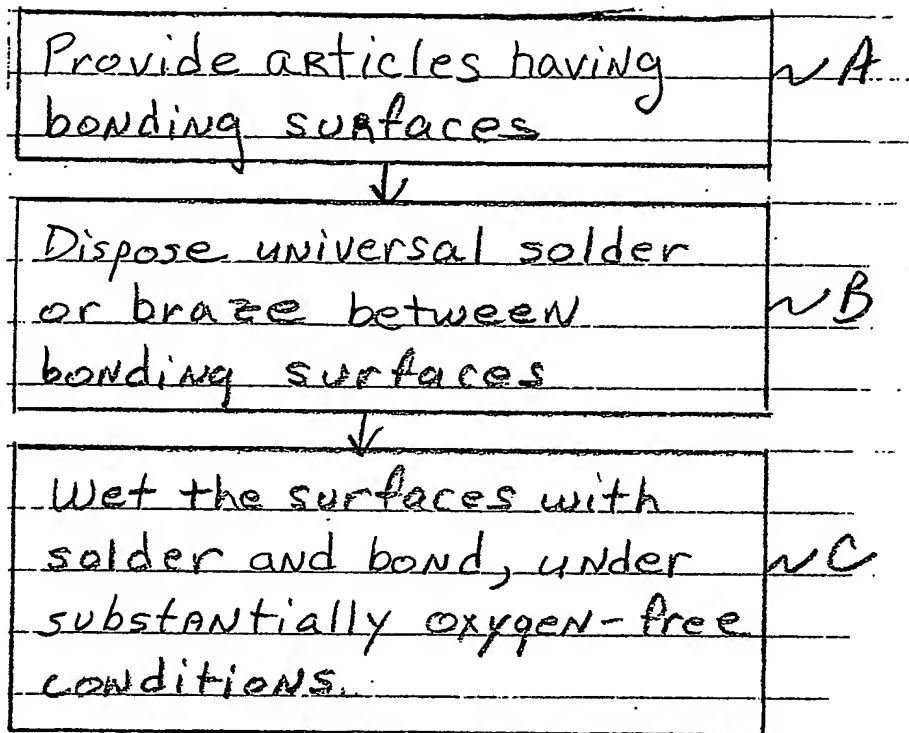 Provide articles having
bonding surfaces
~ A
Dispose universal solder
or braze between
bonding surfaces
~ B
Wet the surfaces with
solder and bond, under
substantially oxygen-free
conditions.
~ C